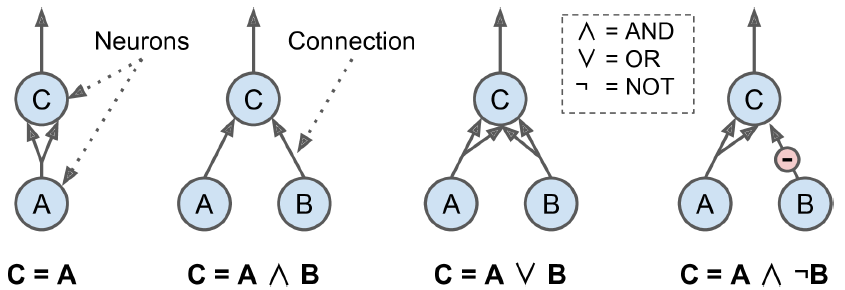 Neurons
Connection
∧ = AND
∨ = OR
¬ = NOT
C
C
C
C
-
A
A
B
A
B
A
B
C = A
C = A ∧ B
C = A ∨ B
C = A ∧ ¬B